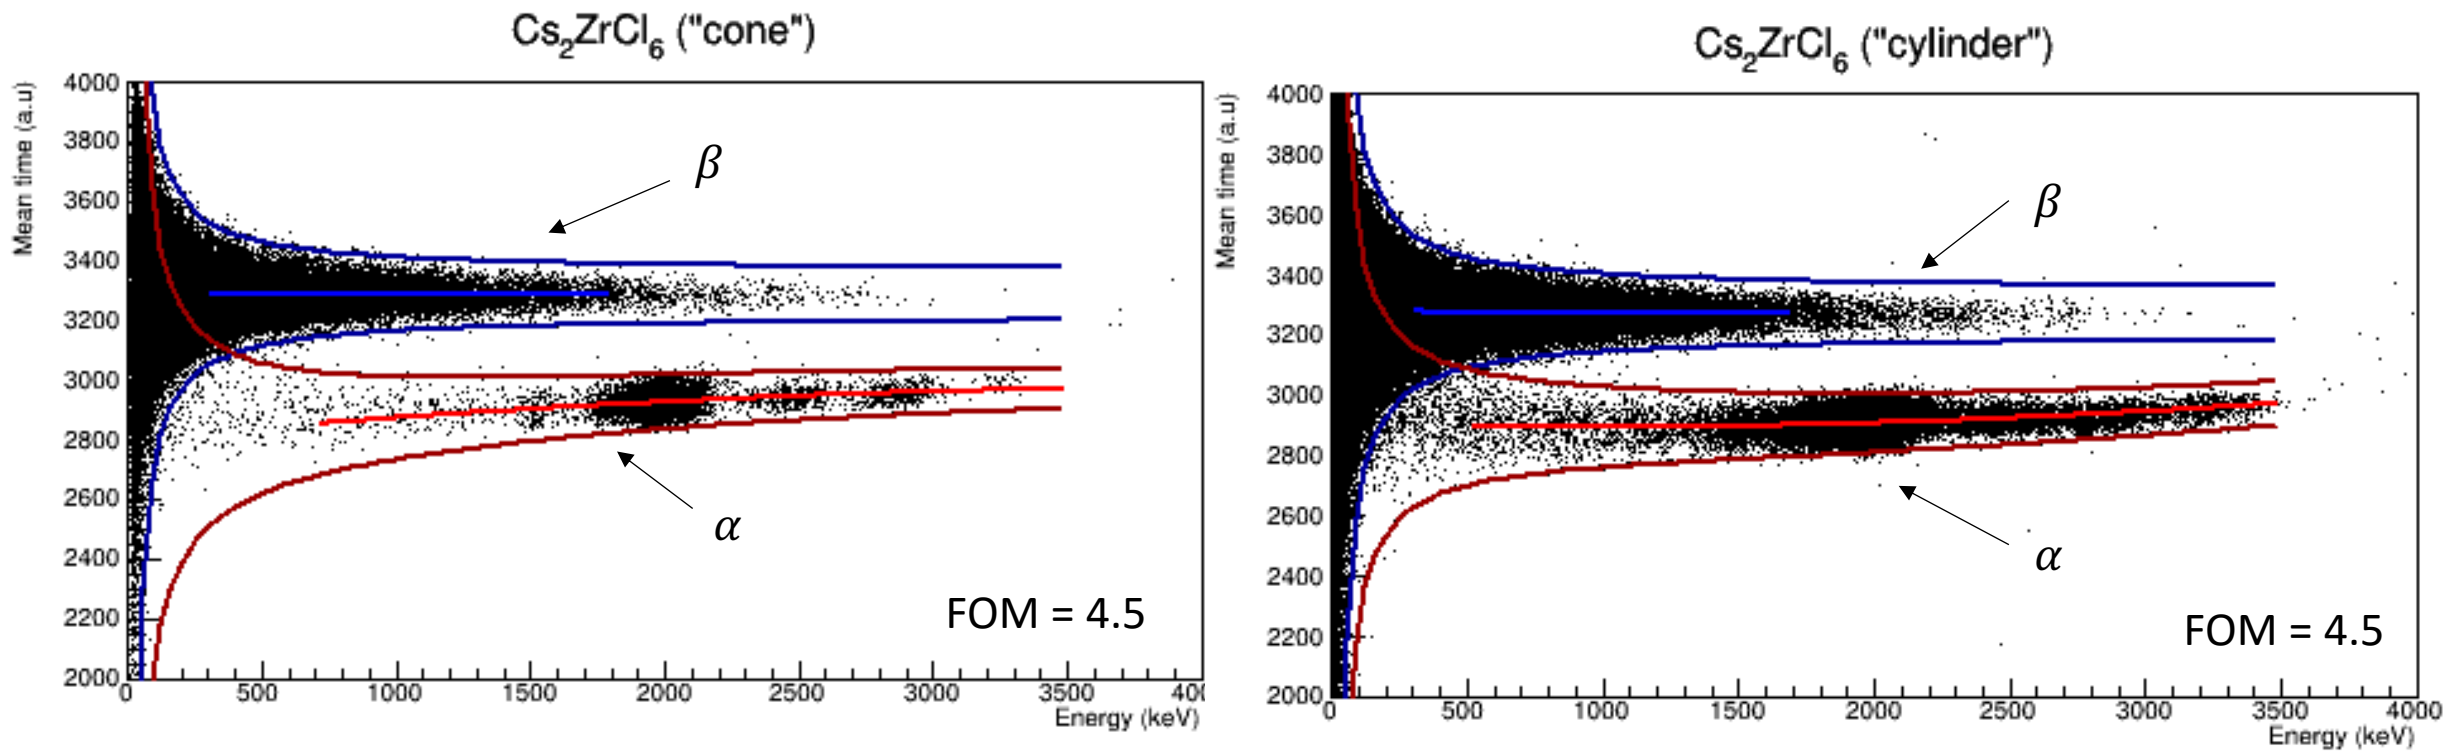 Cs₂ZrCl₆ ("cone")
Mean time (a.u)
4000
3800
3600
3400
3200
3000
2800
2600
2400
2200
2000
β
α
FOM = 4.5
0 500 1000 1500 2000 2500 3000 3500 400
Energy (keV)
Cs₂ZrCl₆ ("cylinder")
Mean time (a.u)
4000
3800
3600
3400
3200
3000
2800
2600
2400
2200
2000
β
α
FOM = 4.5
0 500 1000 1500 2000 2500 3000 3500 4000
Energy (keV)